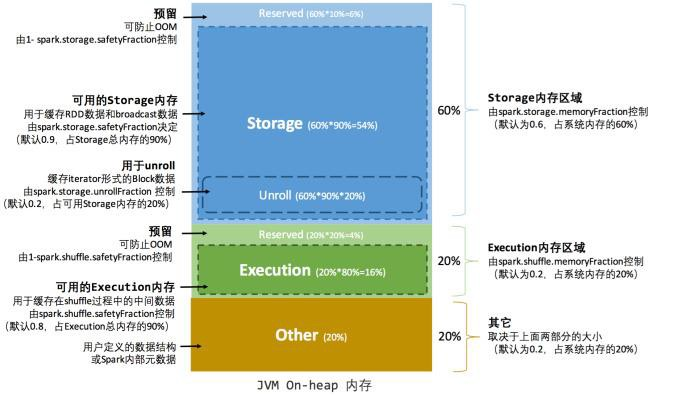 预留
可防止OOM
由1- spark.storage.safetyFraction控制
可用的Storage内存
用于缓存RDD数据和broadcast数据
由spark.storage.safetyFraction决定
(默认0.9，占Storage总内存的90%)
用于unroll
缓存iterator形式的Block数据
由spark.storage.unrollFraction 控制
(默认0.2，占可用Storage内存的20%)
预留
可防止OOM
由1-spark.shuffle.safetyFraction控制
可用的Execution内存
用于缓存在shuffle过程中的中间数据
由spark.shuffle.safetyFraction控制
(默认0.8，占Execution总内存的90%)
用户定义的数据结构
或Spark内部元数据
Reserved (60%*10%=6%)
Storage (60%*90%=54%)
Unroll (60%*90%*20%)
Reserved (20%*20%=4%)
Execution (20%*80%=16%)
Other (20%)
JVM On-heap 内存
60%
Storage内存区域
由spark.storage.memoryFraction控制
(默认为0.6，占系统内存的60%)
20%
Execution内存区域
由spark.shuffle.memoryFraction控制
(默认为0.2，占系统内存的20%)
20%
其它
取决于上面两部分的大小
(默认为0.2，占系统内存的20%)